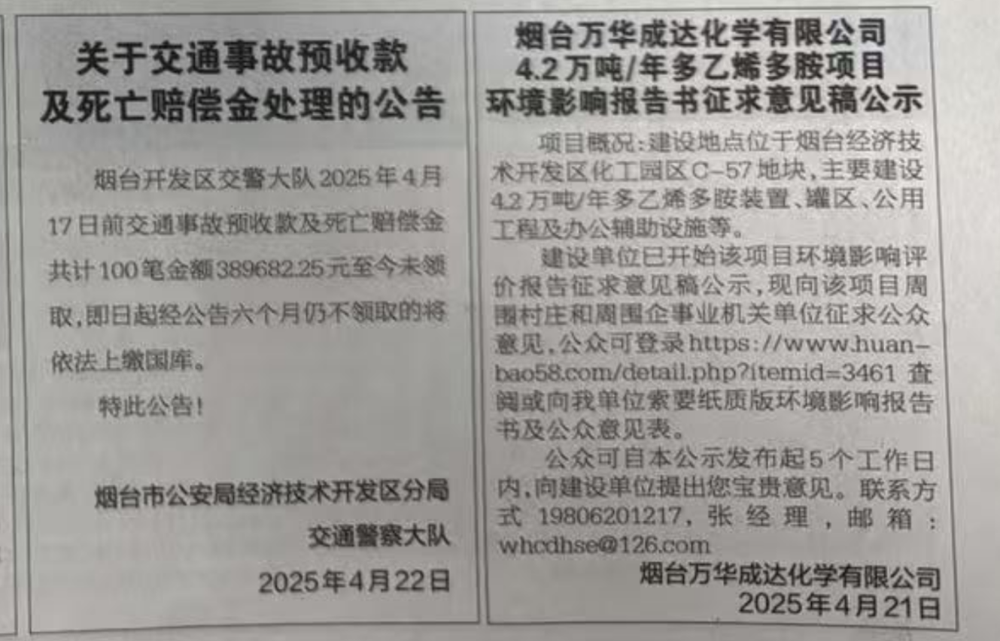 关于交通事故预收款
及死亡赔偿金处理的公告
烟台开发区交警大队2025年4月
17日前交通事故预收款及死亡赔偿金
共计100笔金额389682.25元至今未领
取,即日起经公告六个月仍不领取的将
依法上缴国库。
特此公告!
烟台市公安局经济技术开发区分局
交通警察大队
2025年4月22日
烟台万华成达化学有限公司
4.2万吨/年多乙烯多胺项目
环境影响报告书征求意见稿公示
项目概况:建设地点位于烟台经济技
术开发区化工园区C-57地块,主要建设
4.2万吨/年多乙烯多胺装置、罐区、公用
工程及办公辅助设施等。
建设单位已开始该项目环境影响评
价报告征求意见稿公示,现向该项目周
围村庄和周围企事业机关单位征求公众
意见,公众可登录https://www.huan-
bao58.com/detail.php?itemid=3461 查
阅或向我单位索要纸质版环境影响报告
书及公众意见表。
公众可自本公示发布起5个工作日
内,向建设单位提出您宝贵意见。联系方
式 19806201217, 张经理,邮箱:
whcdhse@126.com
烟台万华成达化学有限公司
2025年4月21日